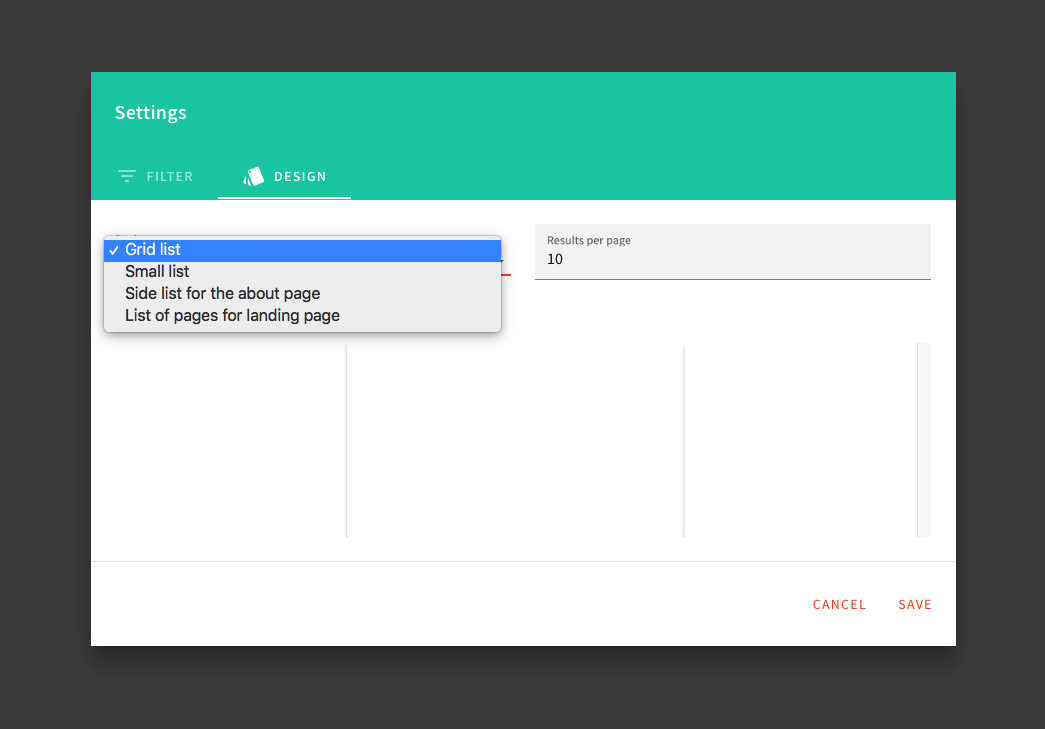 Settings
FILTER
DESIGN
✓ Grid list
Small list
Side list for the about page
List of pages for landing page
Results per page
10
CANCEL
SAVE